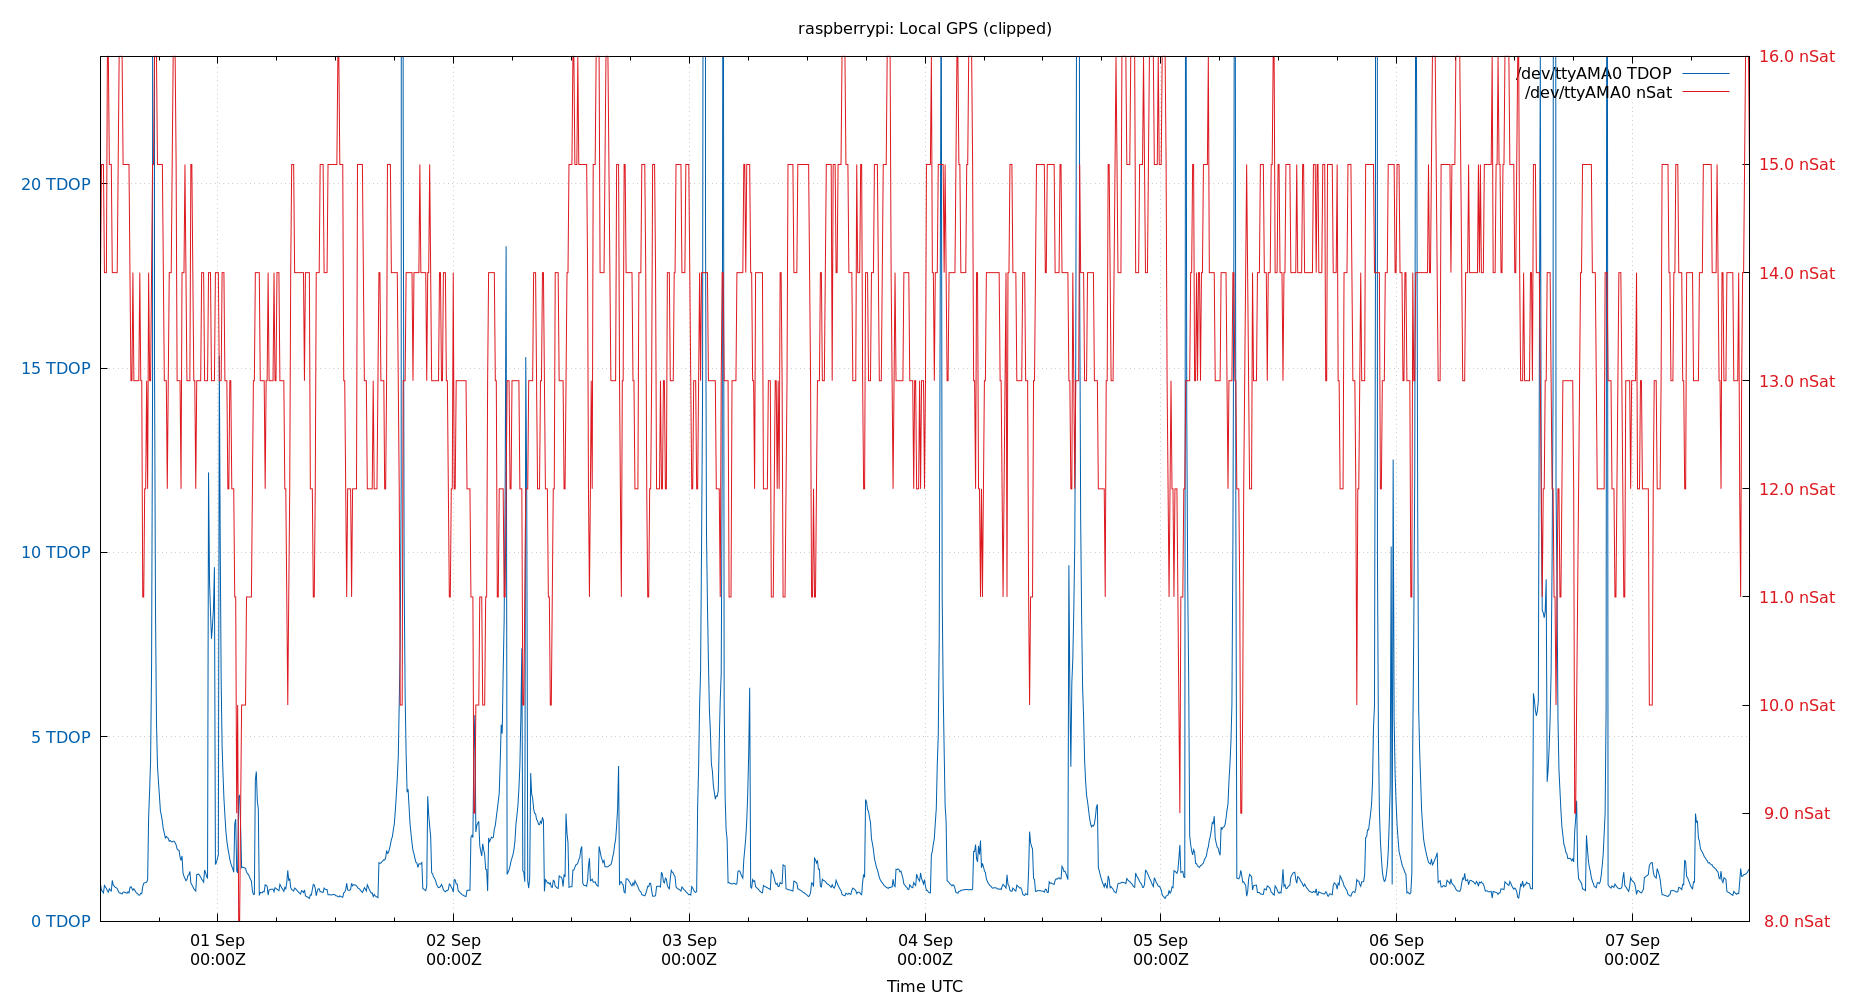 raspberrypi: Local GPS (clipped)
/dev/ttyAMA0 TDOP
/dev/ttyAMA0 nSat
20 TDOP
15 TDOP
10 TDOP
5 TDOP
0 TDOP
16.0 nSat
15.0 nSat
14.0 nSat
13.0 nSat
12.0 nSat
11.0 nSat
10.0 nSat
9.0 nSat
8.0 nSat
01 Sep 02 Sep 03 Sep 04 Sep 05 Sep 06 Sep 07 Sep
00:00Z 00:00Z 00:00Z 00:00Z 00:00Z 00:00Z 00:00Z
Time UTC